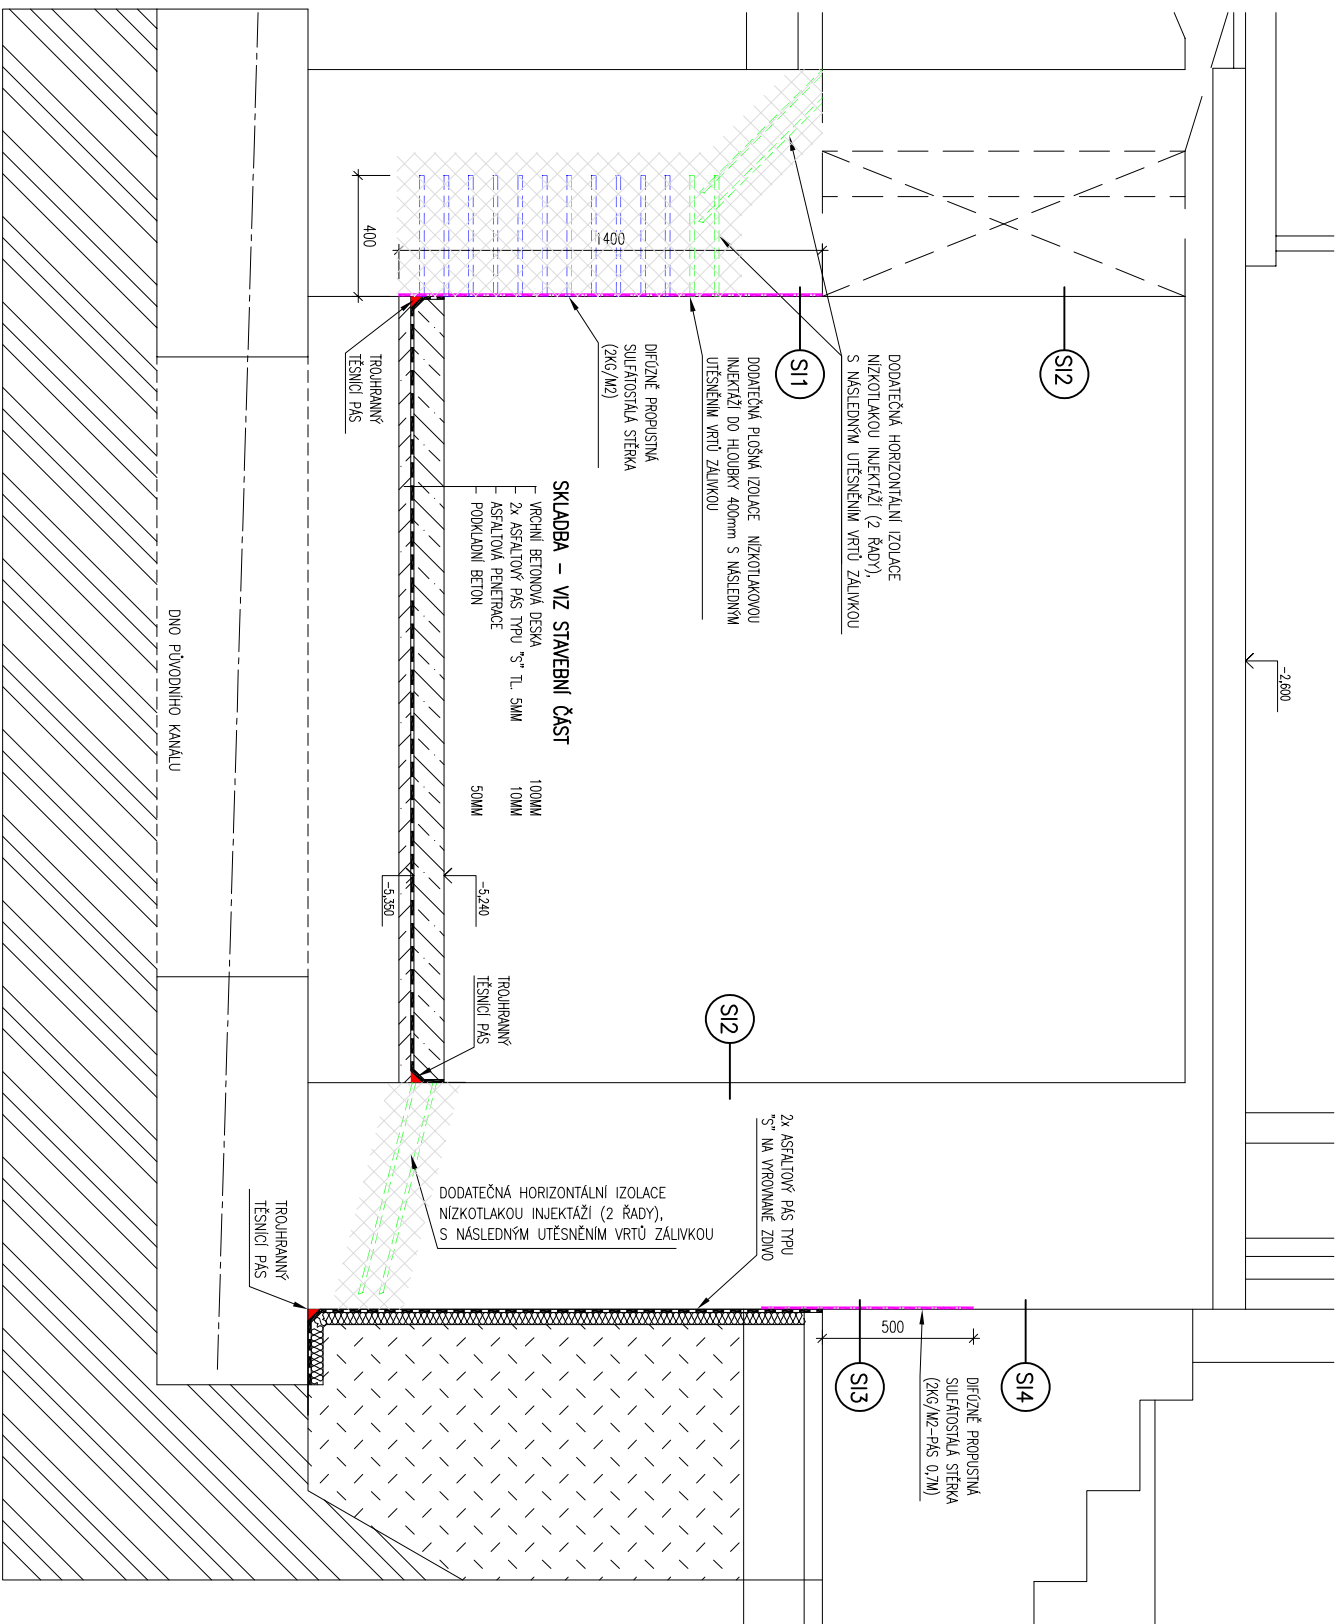 -2,600
SI2
DODATEČNÁ HORIZONTÁLNÍ IZOLACE
NÍZKOTLAKOU INJEKTÁŽÍ (2 ŘADY),
S NÁSLEDNÝM UTĚSNĚNÍM VRTŮ ZÁLIVKOU
SI1
DODATEČNÁ PLOŠNÁ IZOLACE NÍZKOTLAKOVOU
INJEKTÁŽÍ DO HLOUBKY 400mm S NÁSLEDNÝM
UTĚSNĚNÍM VRTŮ ZÁLIVKOU
DIFÚZNĚ PROPUSTNÁ
SULFÁTOSTÁLÁ STĚRKA
(2KG/M2)
1400
400
TROJHRANNÝ
TĚSNÍCÍ PÁS
SKLADBA - VIZ STAVEBNÍ ČÁST
VRCHNÍ BETONOVÁ DESKA 100MM
2x ASFALTOVÝ PÁS TYPU "S" TL. 5MM 10MM
ASFALTOVÁ PENETRACE
PODKLADNÍ BETON 50MM
-5,240
-5,350
DNO PŮVODNÍHO KANÁLU
TROJHRANNÝ
TĚSNÍCÍ PÁS
SI2
2x ASFALTOVÝ PÁS TYPU
"S" NA VYROVNANÉ ZDIVO
DODATEČNÁ HORIZONTÁLNÍ IZOLACE
NÍZKOTLAKOU INJEKTÁŽÍ (2 ŘADY),
S NÁSLEDNÝM UTĚSNĚNÍM VRTŮ ZÁLIVKOU
TROJHRANNÝ
TĚSNÍCÍ PÁS
500
SI4
SI3
DIFÚZNĚ PROPUSTNÁ
SULFÁTOSTÁLÁ STĚRKA
(2KG/M2-PÁS 0,7M)